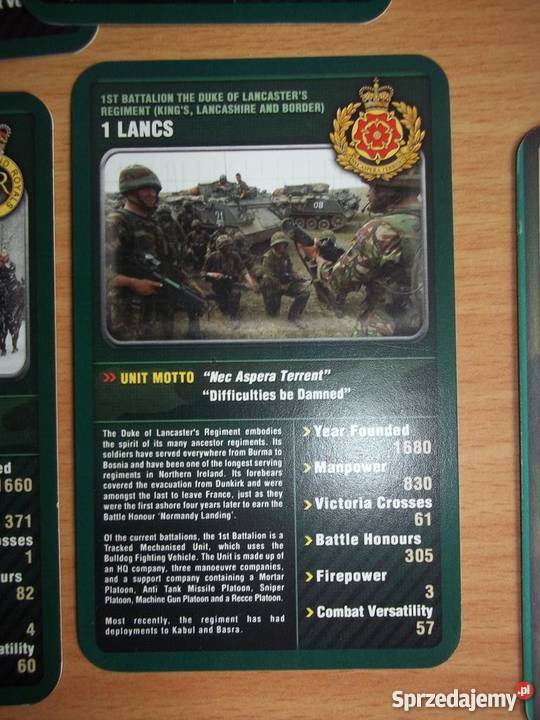 1ST BATTALION THE DUKE OF LANCASTER'S
REGIMENT (KING'S, LANCASHIRE AND BORDER)
1 LANCS
21
08
UNIT MOTTO "Nec Aspera Terrent"
"Difficulties be Damned"
The Duke of Lancaster's Regiment embodies
the spirit of its many ancestor regiments. Its
soldiers have served everywhere from Burma to
Bosnia and have been one of the longest serving
regiments in Northern Ireland. Its forebears
covered the evacuation from Dunkirk and were
amongst the last to leave France, just as they
were the first ashore four years later to earn the
Battle Honour 'Normandy Landing'.
Of the current battalions, the 1st Battalion is a
Tracked Mechanised Unit, which uses the
Bulldog Fighting Vehicle. The Unit is made up of
an HQ company, three manoeuvre companies,
and a support company containing a Mortar
Platoon, Anti Tank Missile Platoon, Sniper
Platoon, Machine Gun Platoon and a Recce Platoon.
Most recently, the regiment has had
deployments to Kabul and Basra.
Year Founded
1680
Manpower
830
Victoria Crosses
61
Battle Honours
305
Firepower
3
Combat Versatility
57
ROYALS
ed
1660
371
osses
1
ours
82
4
atility
60
Sprzedajemy.pl